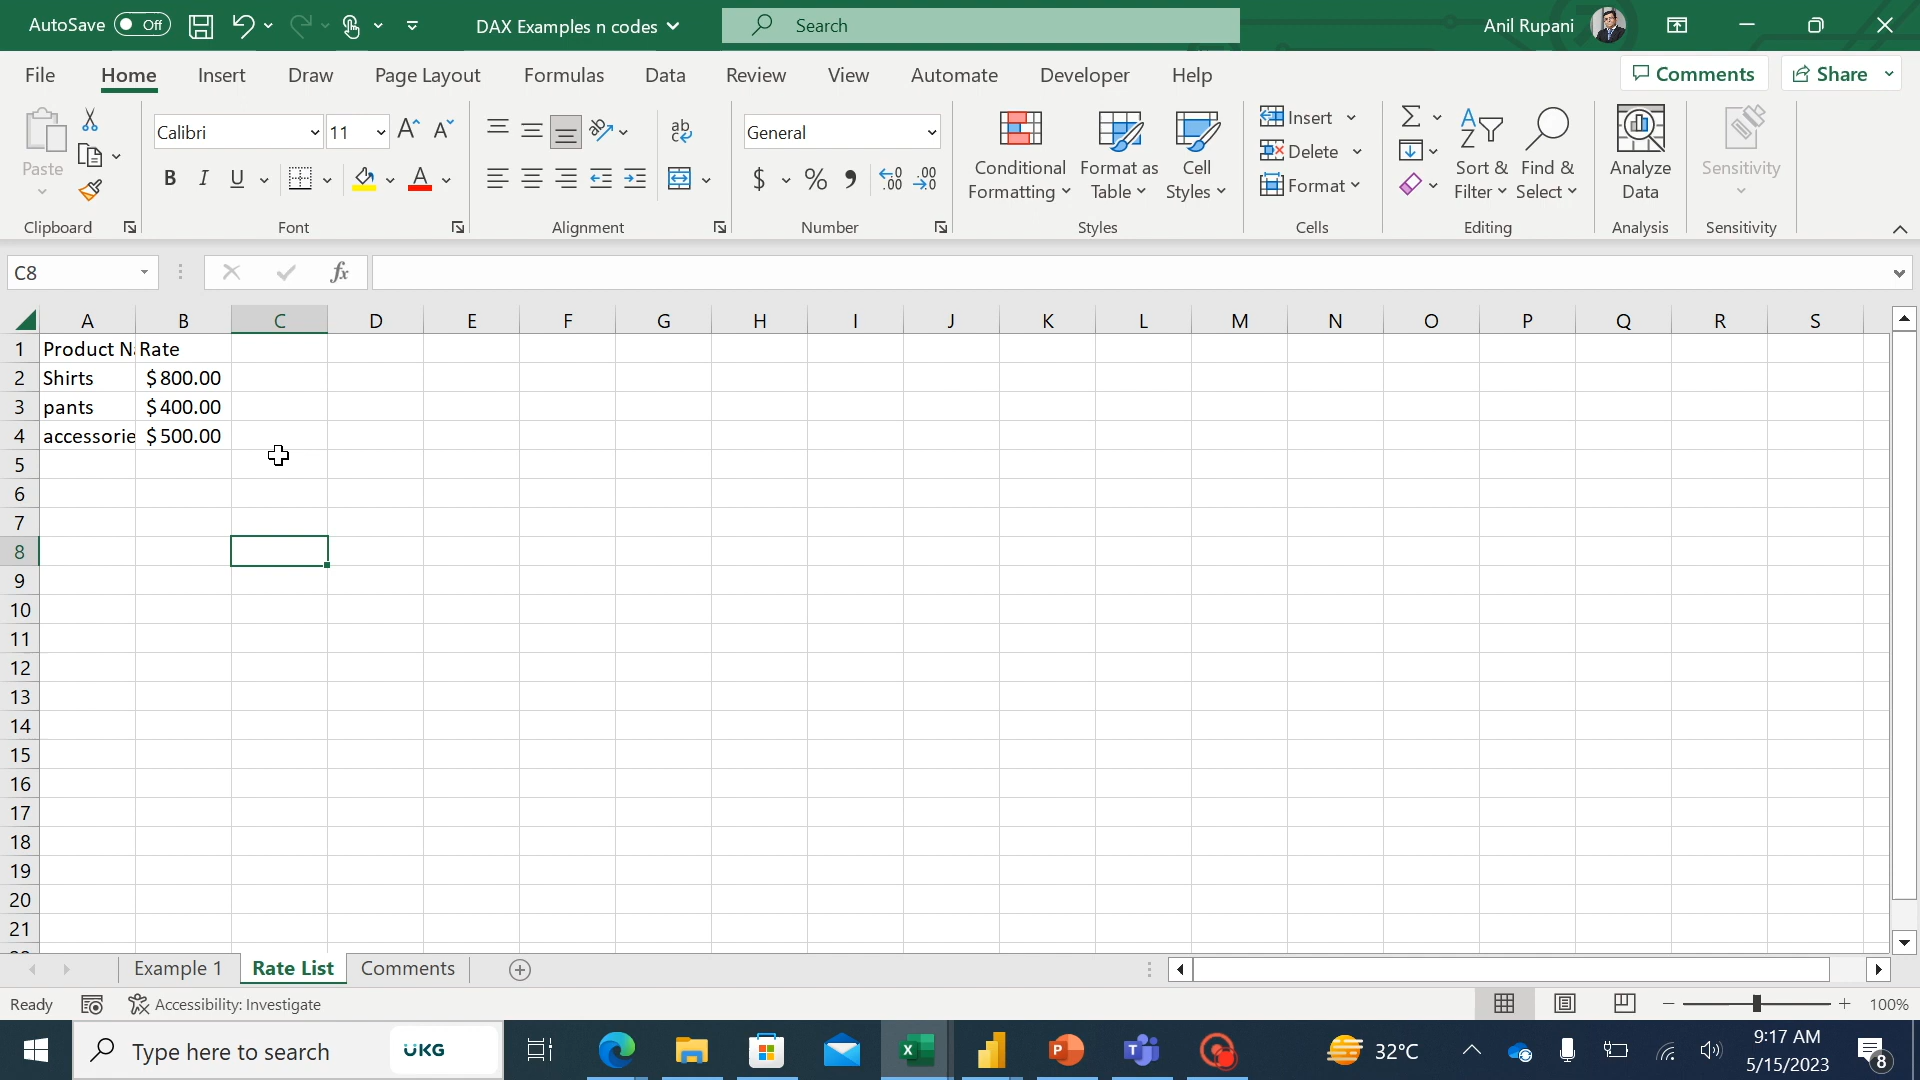 AutoSave Off DAX Examples n codes Search Anil Rupani
File Home Insert Draw Page Layout Formulas Data Review View Automate Developer Help Comments Share
Calibri 11 General Insert
Paste Conditional Format as Cell Delete Sort & Find & Analyze Sensitivity
Formatting Table Styles Format Filter Select Data
Clipboard Font Alignment Number Styles Cells Editing Analysis Sensitivity
C8 fx
A B C D E F G H I J K L M N O P Q R S
1 Product N Rate
2 Shirts $800.00
3 pants $400.00
4 accessorie $500.00
5
6
7
8
9
10
11
12
13
14
15
16
17
18
19
20
21
Example 1 Rate List Comments
Ready Accessibility: Investigate 100%
Type here to search UKG 32°C 9:17 AM
5/15/2023 8